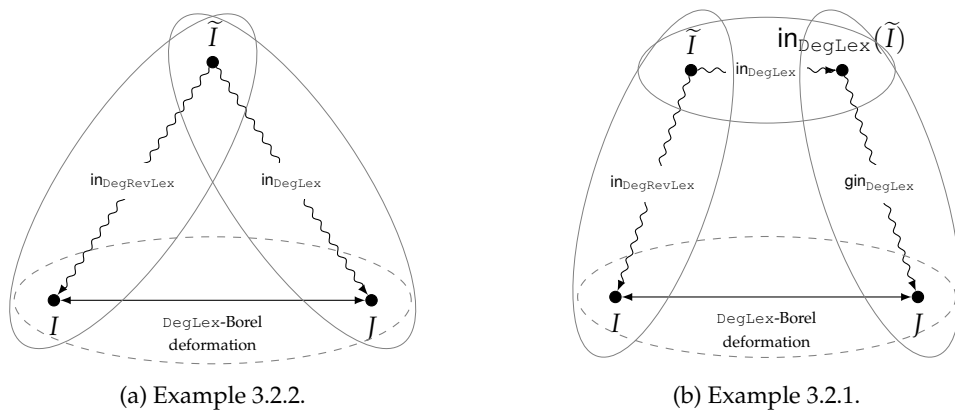 Ĩ
in_DegRevLex
in_DegLex
I
J
DegLex-Borel
deformation
(a) Example 3.2.2.
Ĩ
in_DegLex(Ĩ)
in_DegLex
in_DegRevLex
gin_DegLex
I
J
DegLex-Borel
deformation
(b) Example 3.2.1.